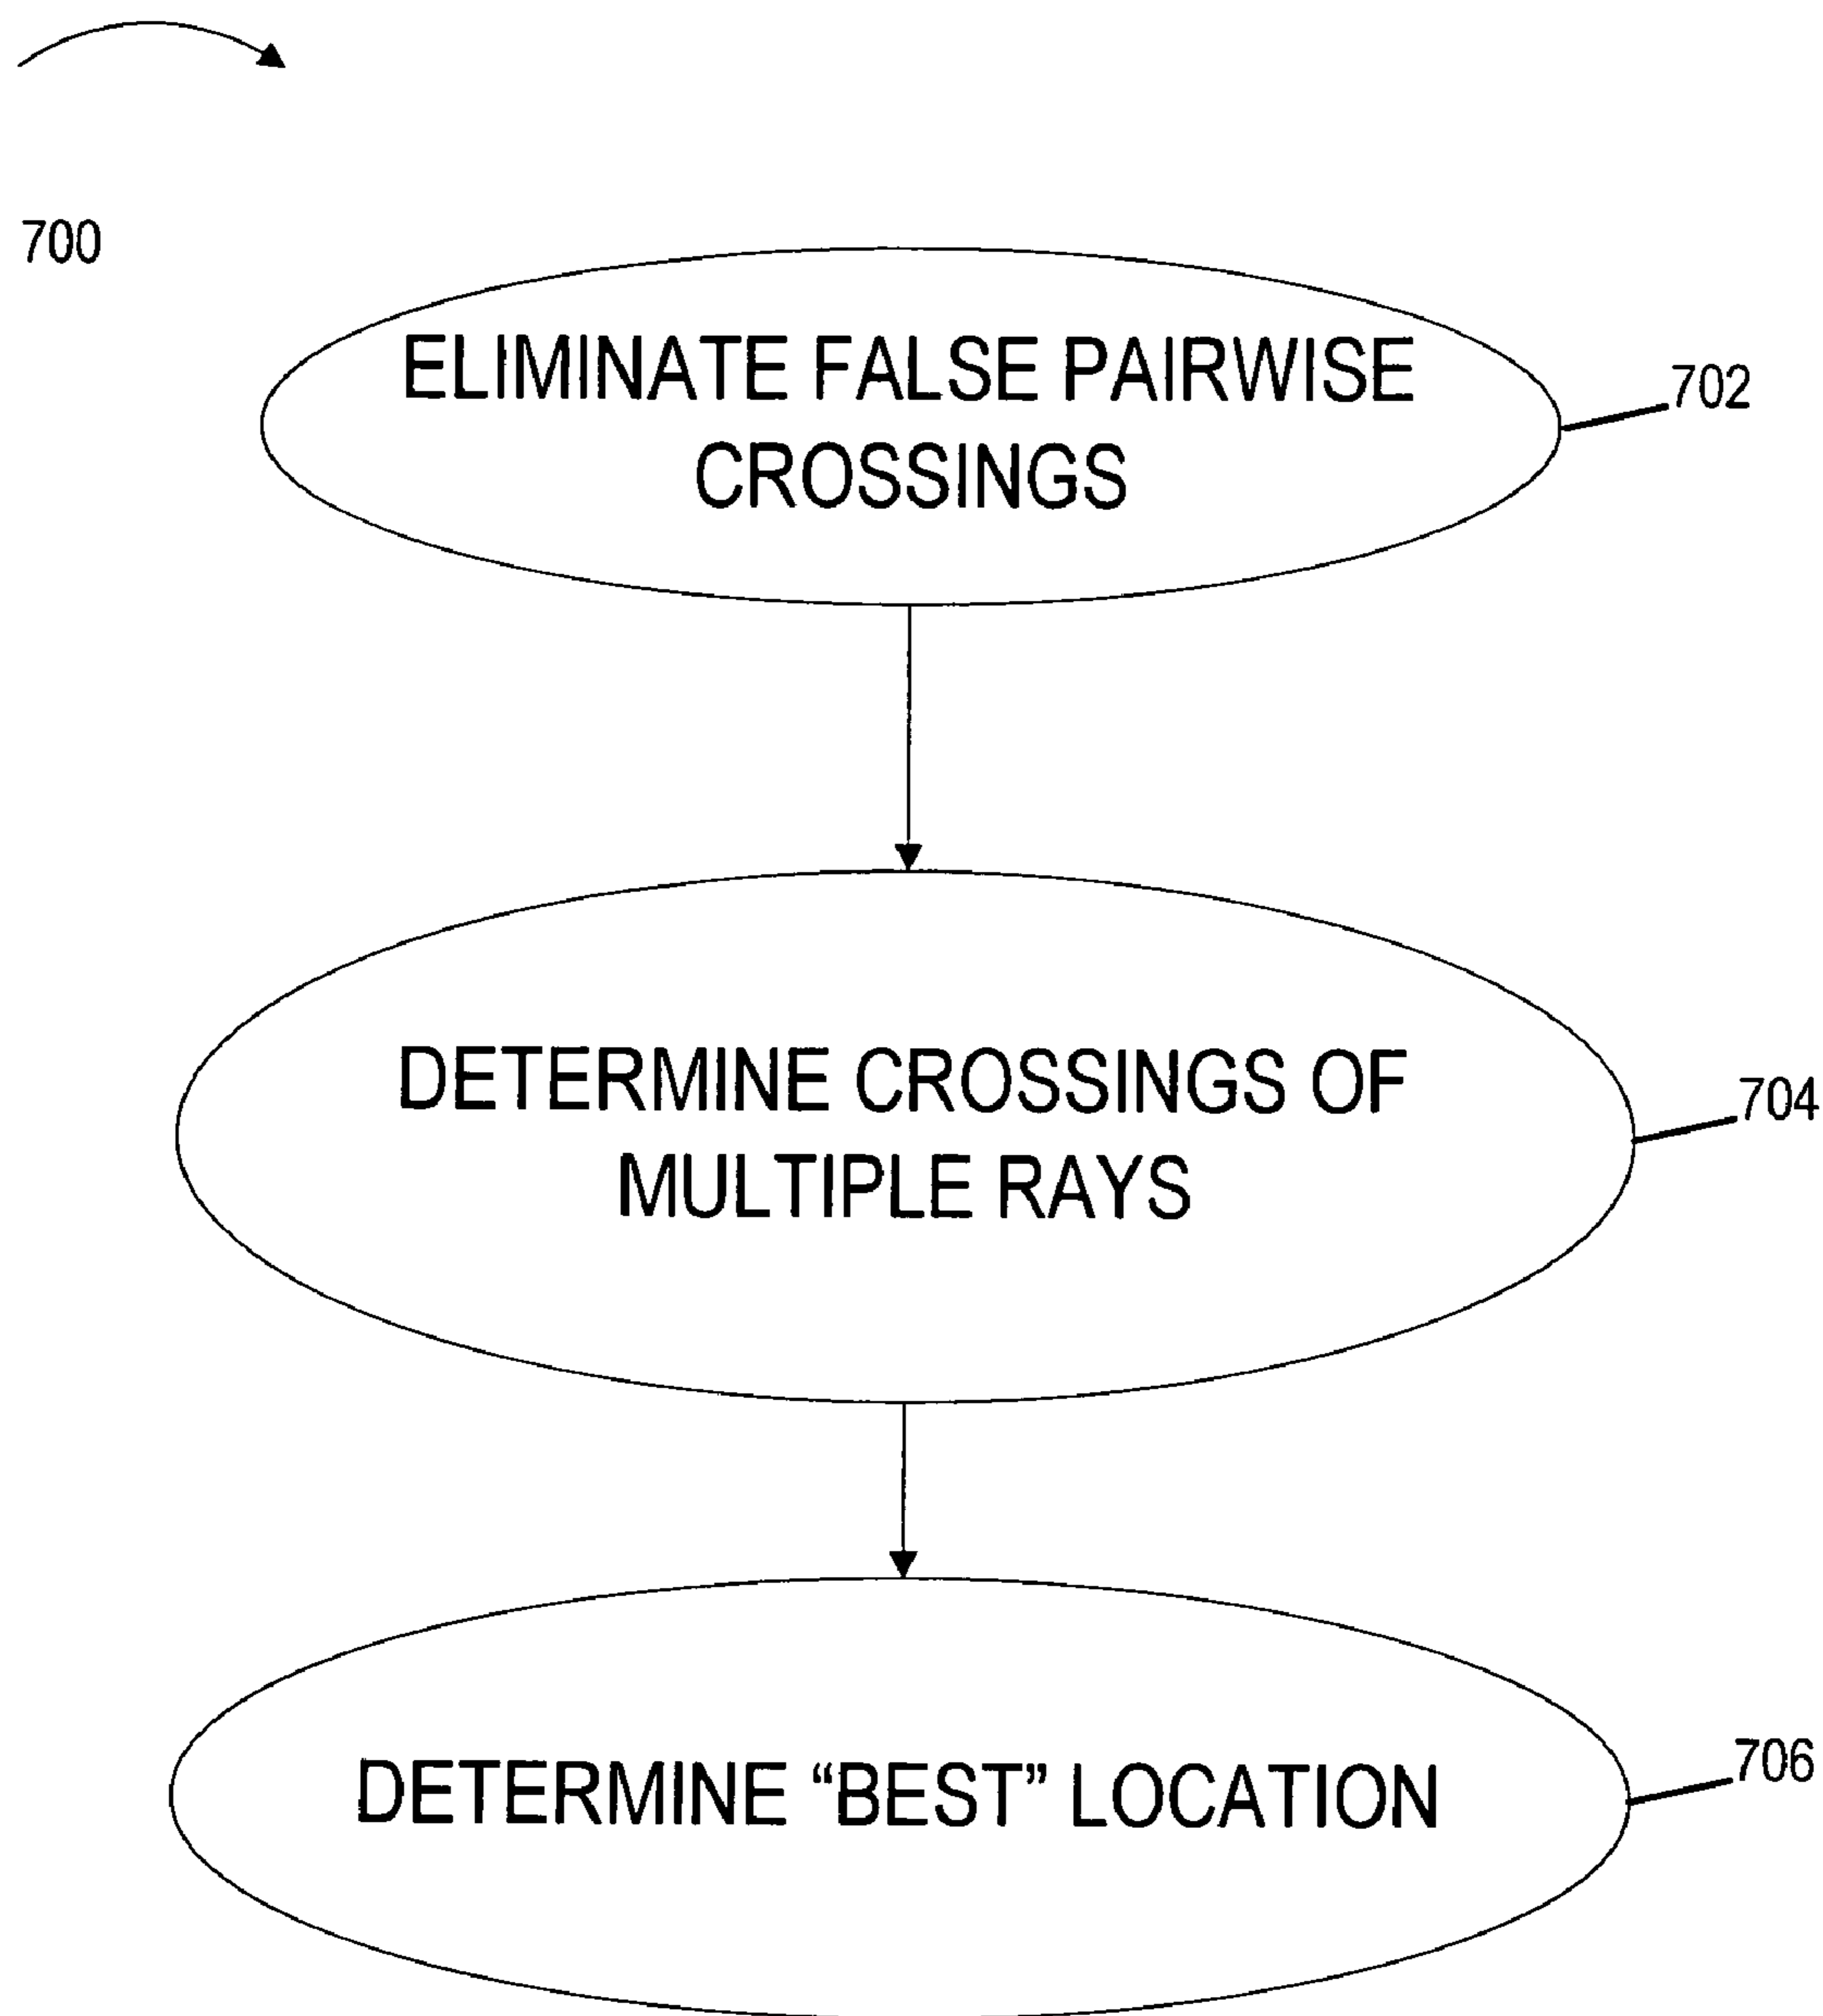 700
ELIMINATE FALSE PAIRWISE
CROSSINGS
702
DETERMINE CROSSINGS OF
MULTIPLE RAYS
704
DETERMINE “BEST” LOCATION
706